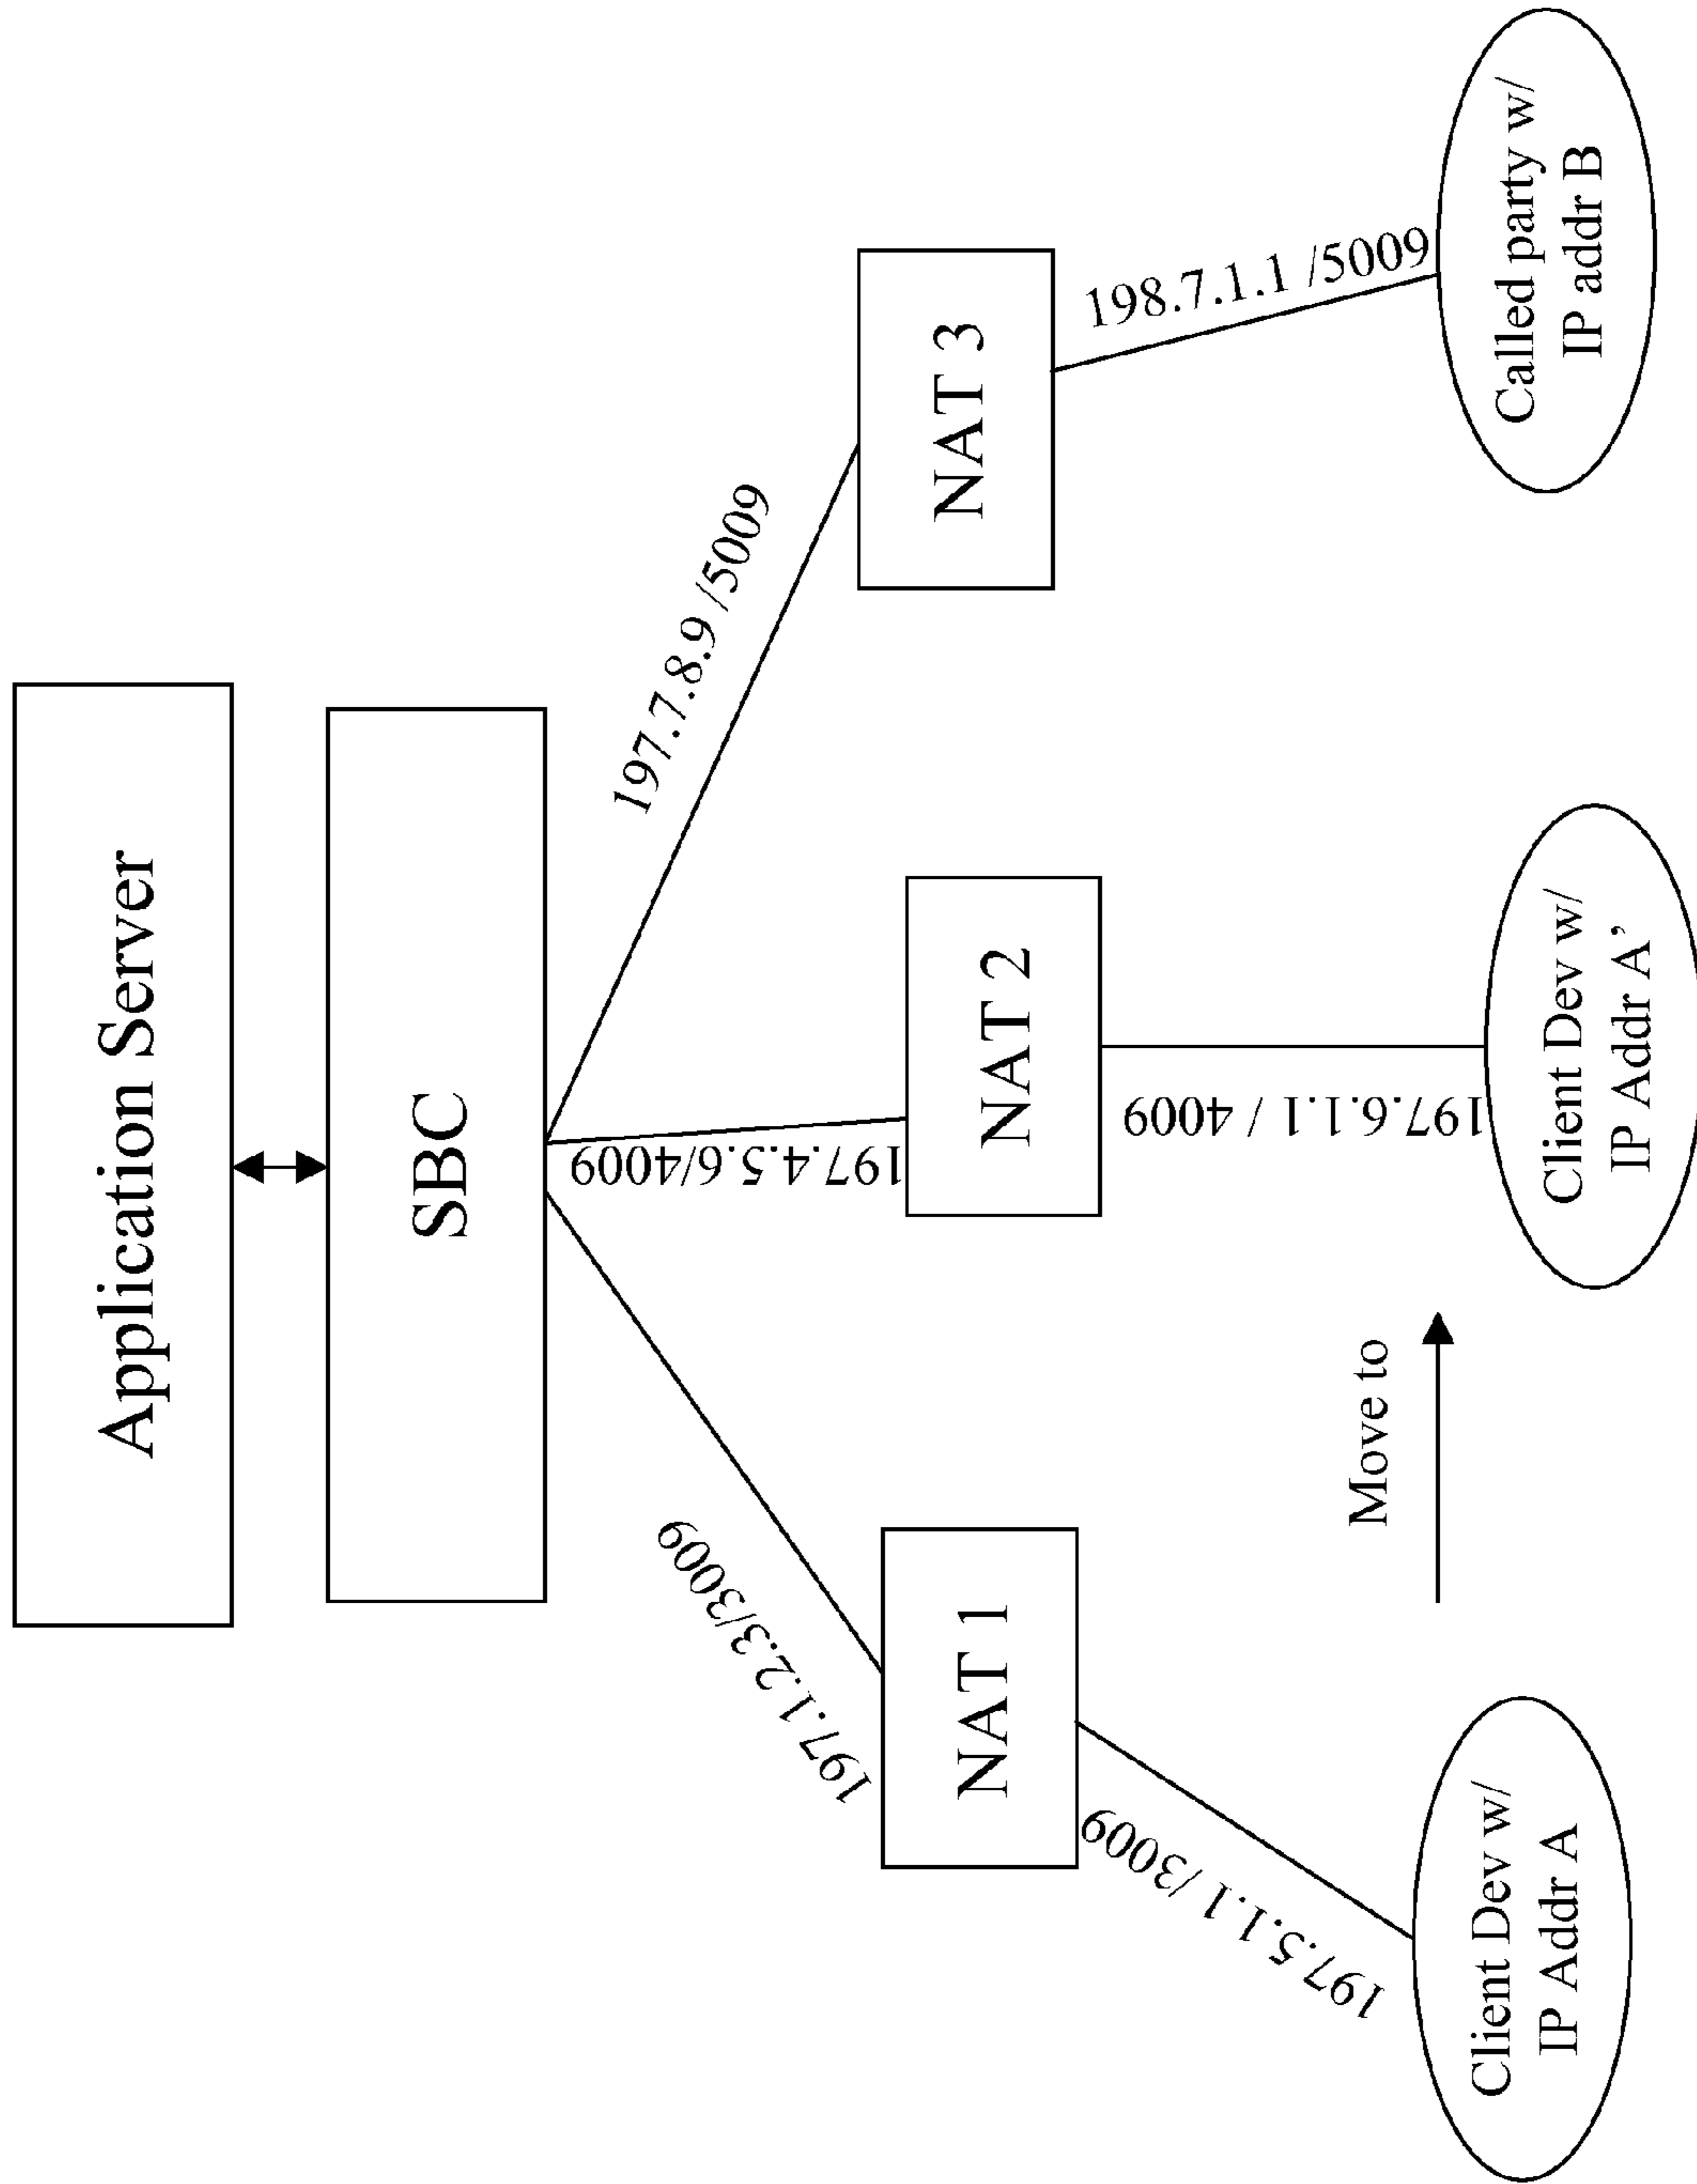 Application Server
SBC
197.1.2.3/3009
197.4.5.6/4009
197.7.8.9 /5009
NAT 1
NAT 2
NAT 3
197.5.1.1 /3009
197.6.1.1 / 4009
198.7.1.1 /5009
Move to
Client Dev w/
IP Addr A
Client Dev w/
IP Addr A’
Called party w/
IP addr B